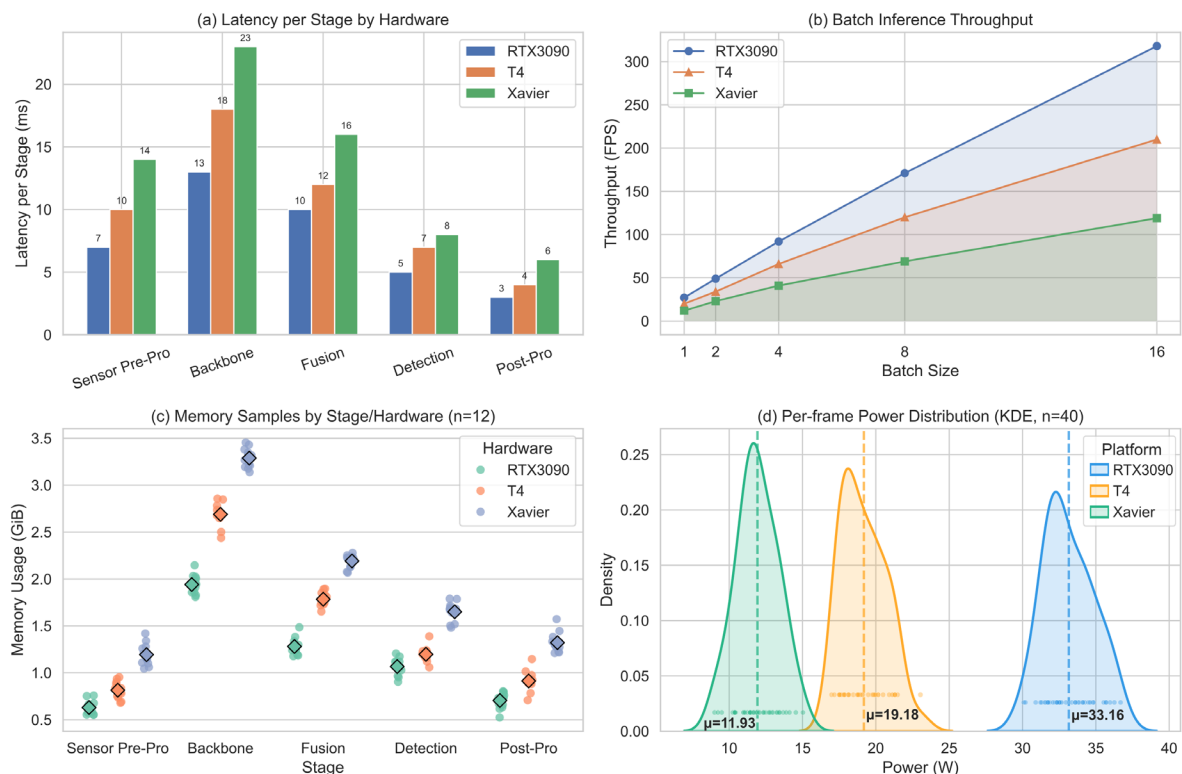 (a) Latency per Stage by Hardware
Latency per Stage (ms)
20
15
10
5
0
7
10
14
13
18
23
10
12
16
5
7
8
3
4
6
RTX3090
T4
Xavier
Sensor Pre-Pro
Backbone
Fusion
Detection
Post-Pro
(b) Batch Inference Throughput
Throughput (FPS)
300
250
200
150
100
50
0
RTX3090
T4
Xavier
1
2
4
8
16
Batch Size
(c) Memory Samples by Stage/Hardware (n=12)
Memory Usage (GiB)
3.5
3.0
2.5
2.0
1.5
1.0
0.5
Hardware
RTX3090
T4
Xavier
Sensor Pre-Pro
Backbone
Fusion
Detection
Post-Pro
Stage
(d) Per-frame Power Distribution (KDE, n=40)
Density
0.25
0.20
0.15
0.10
0.05
0.00
Platform
RTX3090
T4
Xavier
μ=11.93
μ=19.18
μ=33.16
10
15
20
25
30
35
40
Power (W)